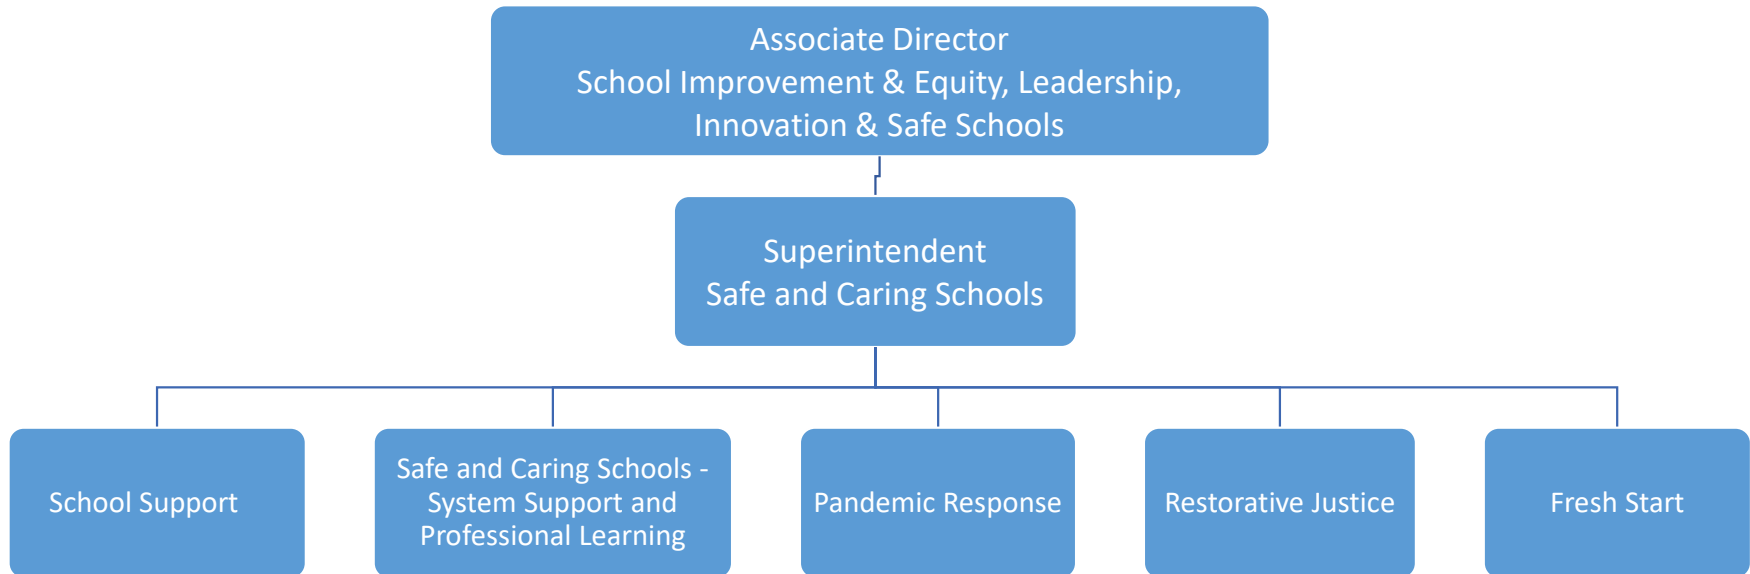 Associate Director
School Improvement & Equity, Leadership,
Innovation & Safe Schools
Superintendent
Safe and Caring Schools
School Support
Safe and Caring Schools -
System Support and
Professional Learning
Pandemic Response
Restorative Justice
Fresh Start